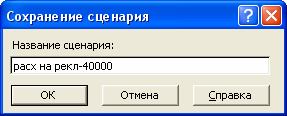 Сохранение сценария
Название сценария:
расх на рекл-40000
ОК Отмена Справка